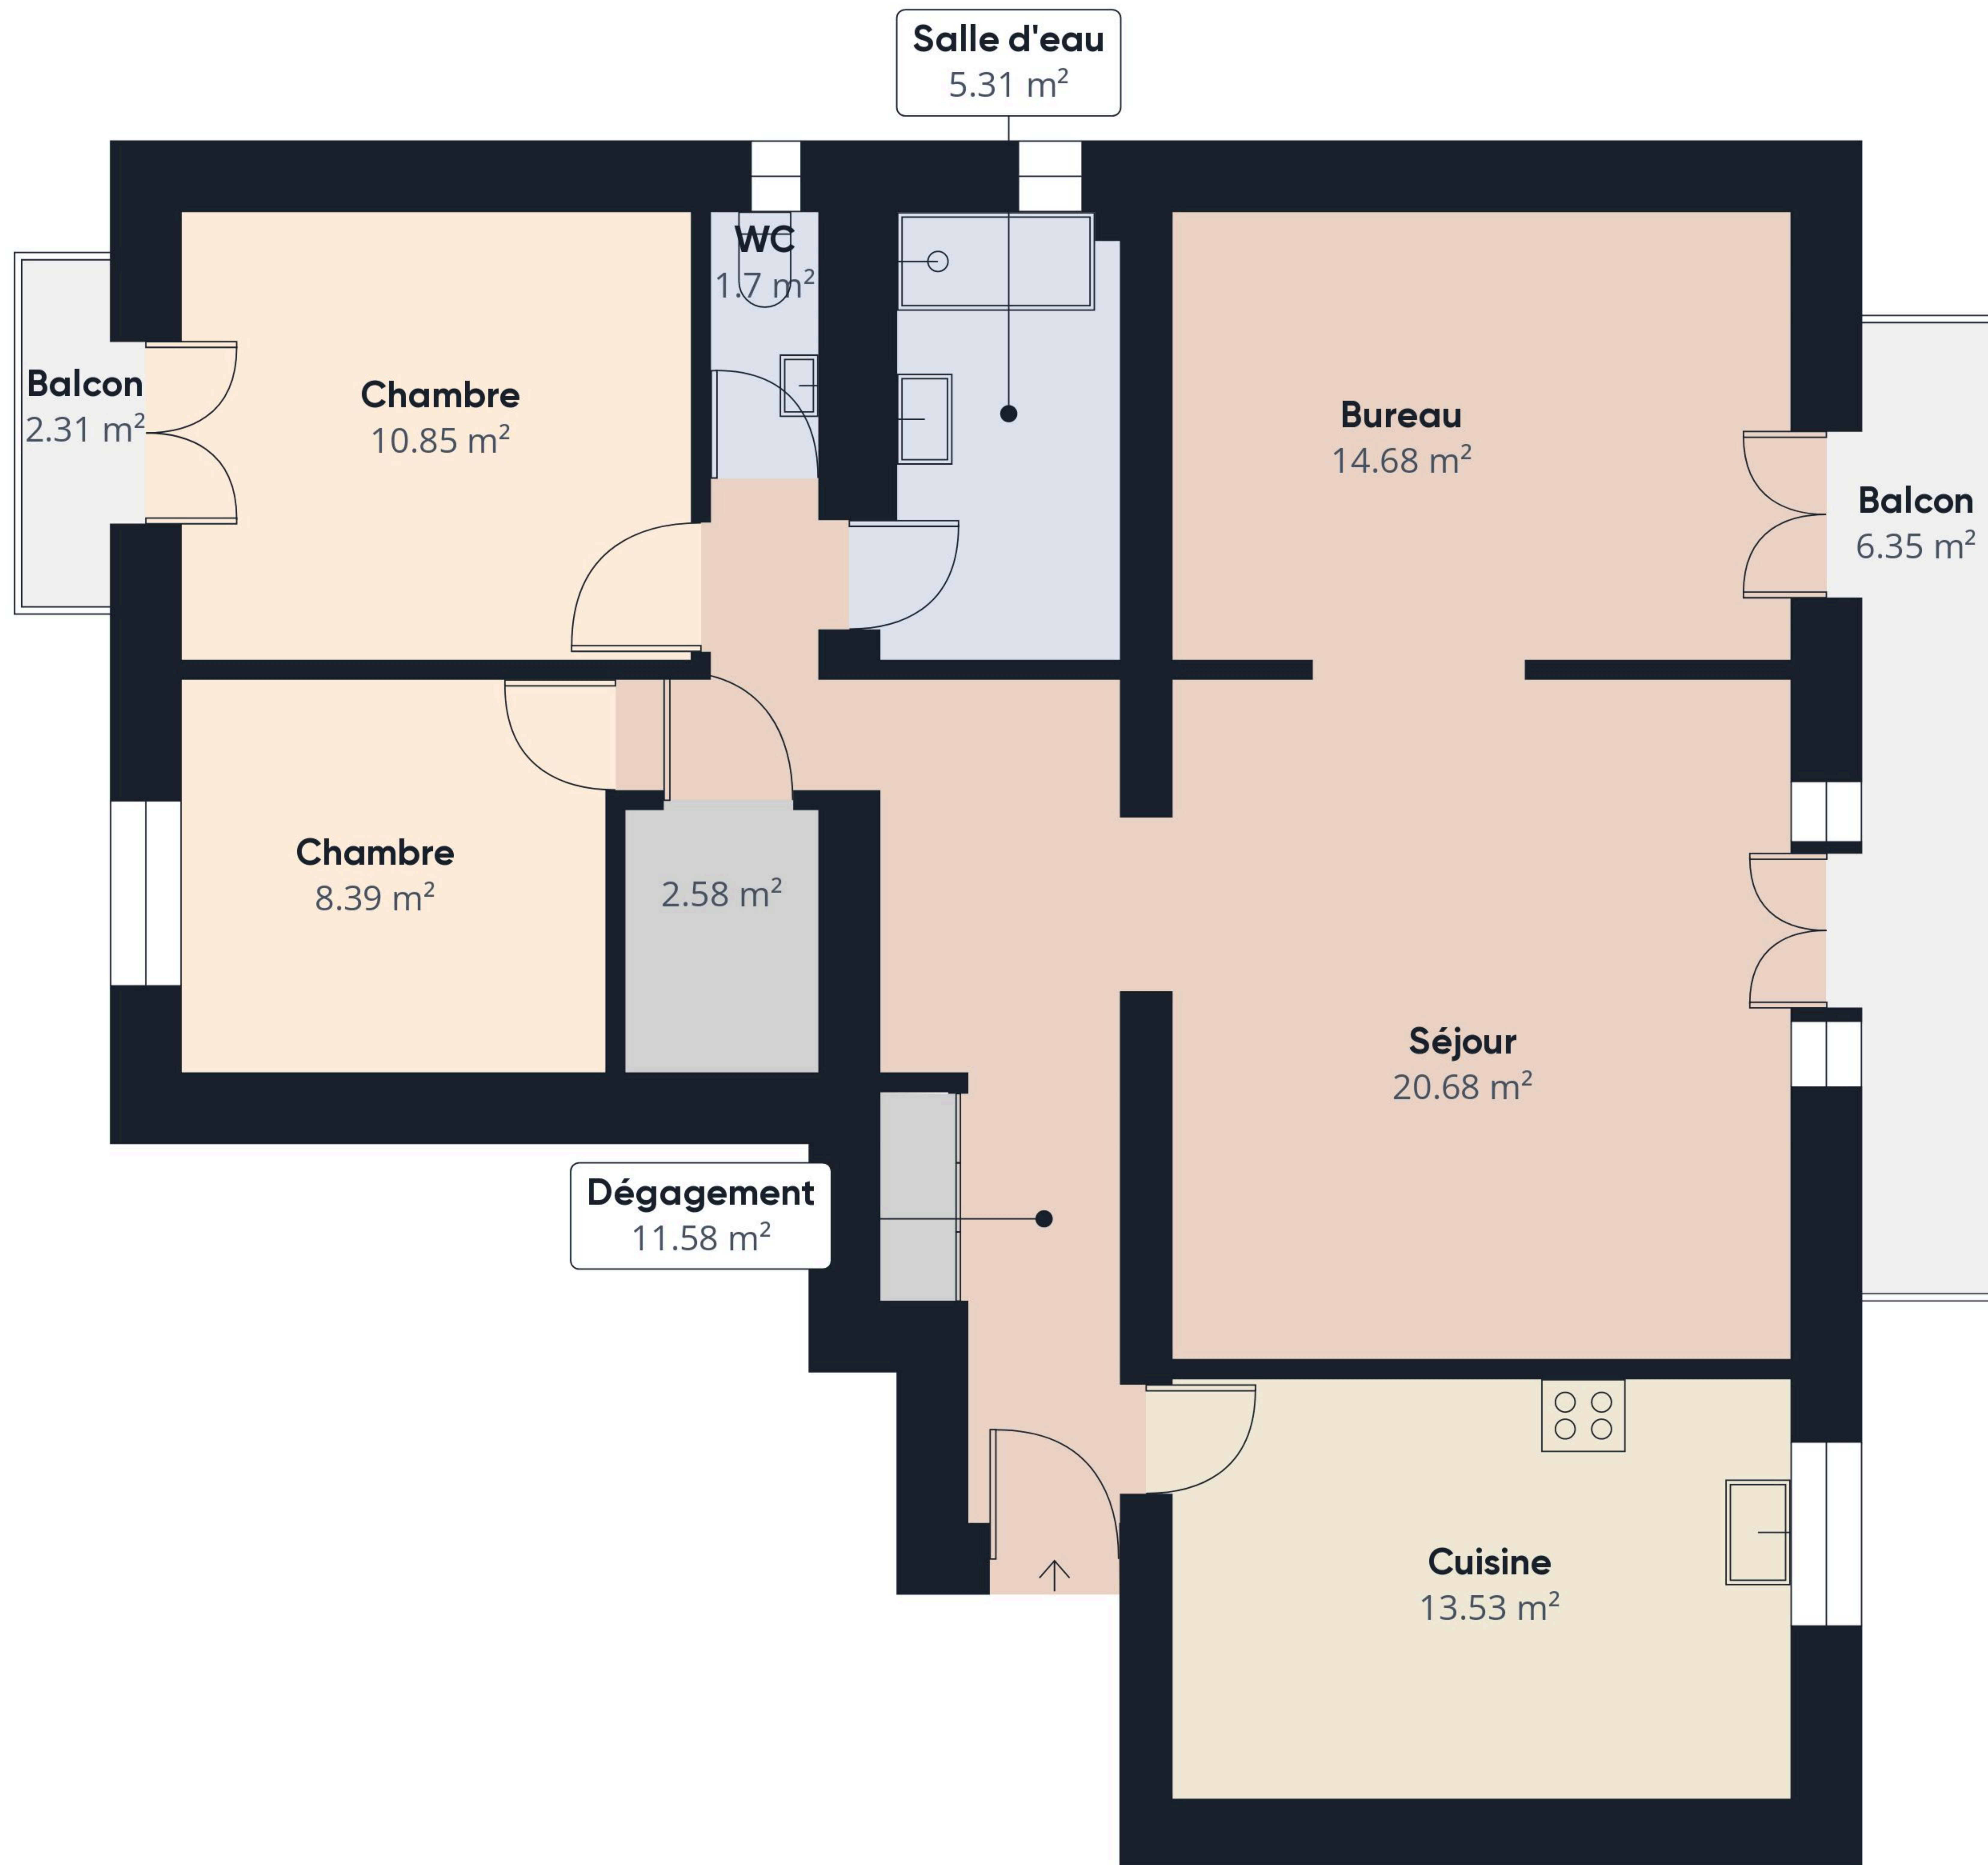 Salle d'eau
5.31 m²
WC
1.7 m²
Balcon
2.31 m²
Chambre
10.85 m²
Bureau
14.68 m²
Balcon
6.35 m²
Chambre
8.39 m²
2.58 m²
Séjour
20.68 m²
Dégagement
11.58 m²
Cuisine
13.53 m²